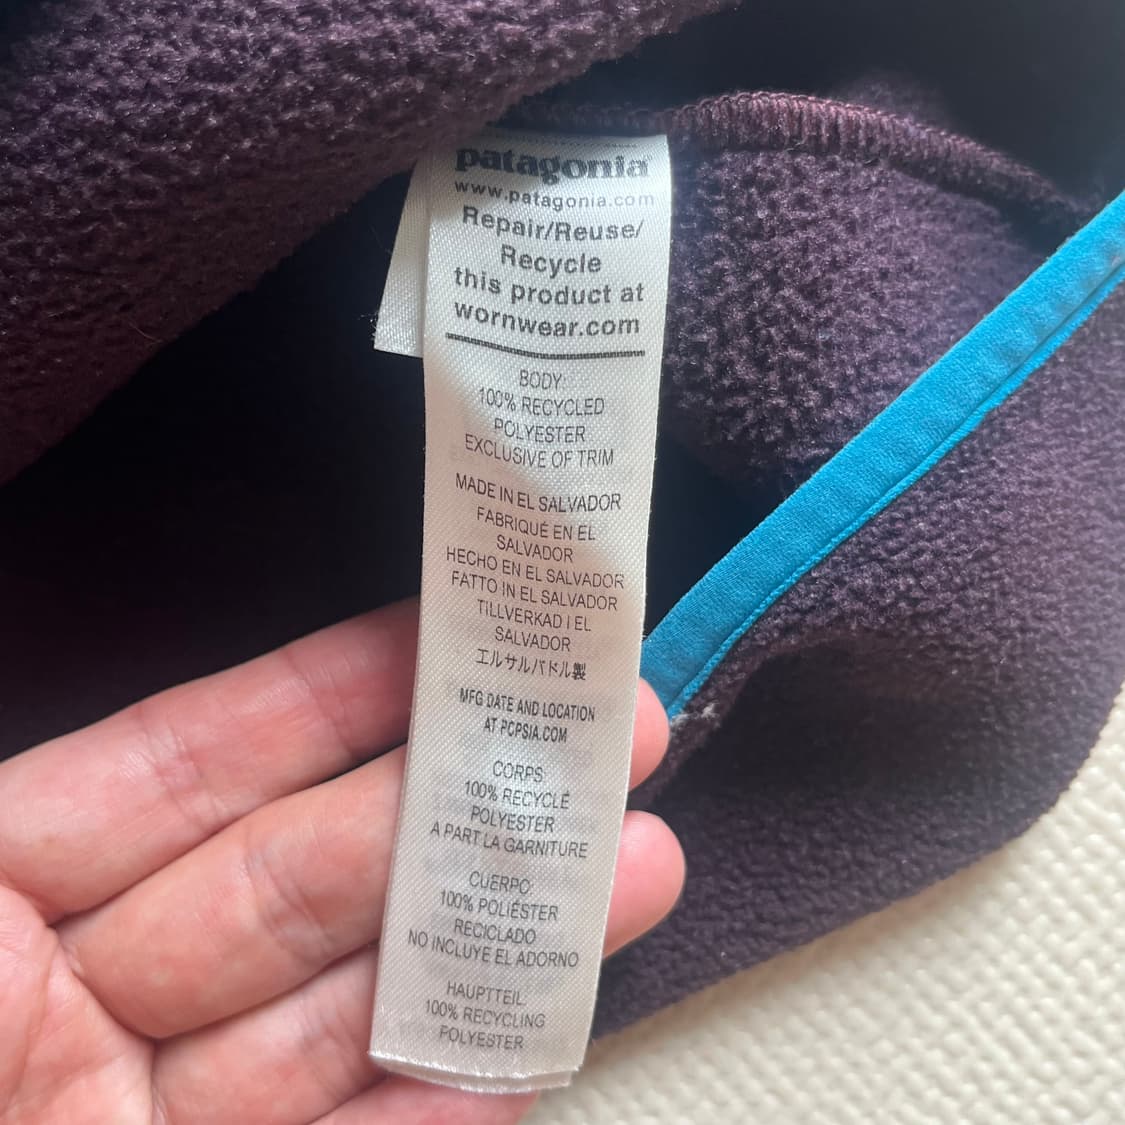 patagonia®
www.patagonia.com
Repair/Reuse/
Recycle
this product at
wornwear.com
BODY:
100% RECYCLED
POLYESTER
EXCLUSIVE OF TRIM
MADE IN EL SALVADOR
FABRIQUÉ EN EL
SALVADOR
HECHO EN EL SALVADOR
FATTO IN EL SALVADOR
TILLVERKAD I EL
SALVADOR
エルサルバドル製
MFG DATE AND LOCATION
AT PCPSIA.COM
CORPS:
100% RECYCLÉ
POLYESTER
A PART LA GARNITURE
CUERPO:
100% POLIÉSTER
RECICLADO
NO INCLUYE EL ADORNO
HAUPTTEIL:
100% RECYCLING
POLYESTER